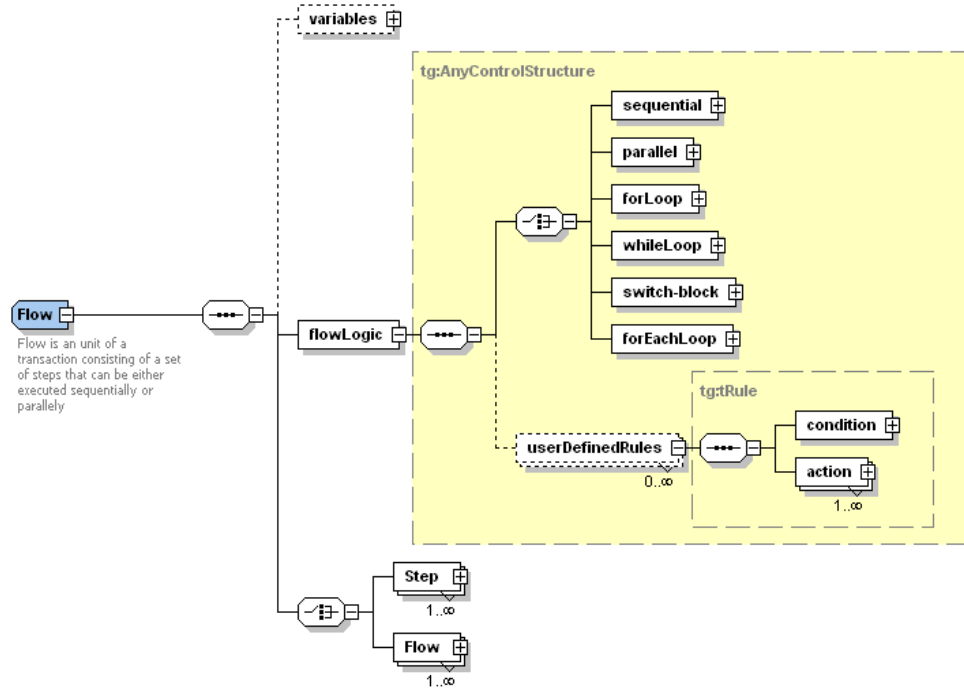 variables
tg:AnyControlStructure
sequential
parallel
forLoop
whileLoop
switch-block
forEachLoop
Flow
Flow is an unit of a
transaction consisting of a set
of steps that can be either
executed sequentially or
parallely
flowLogic
tg:tRule
userDefinedRules
0..∞
condition
action
1..∞
Step
1..∞
Flow
1..∞